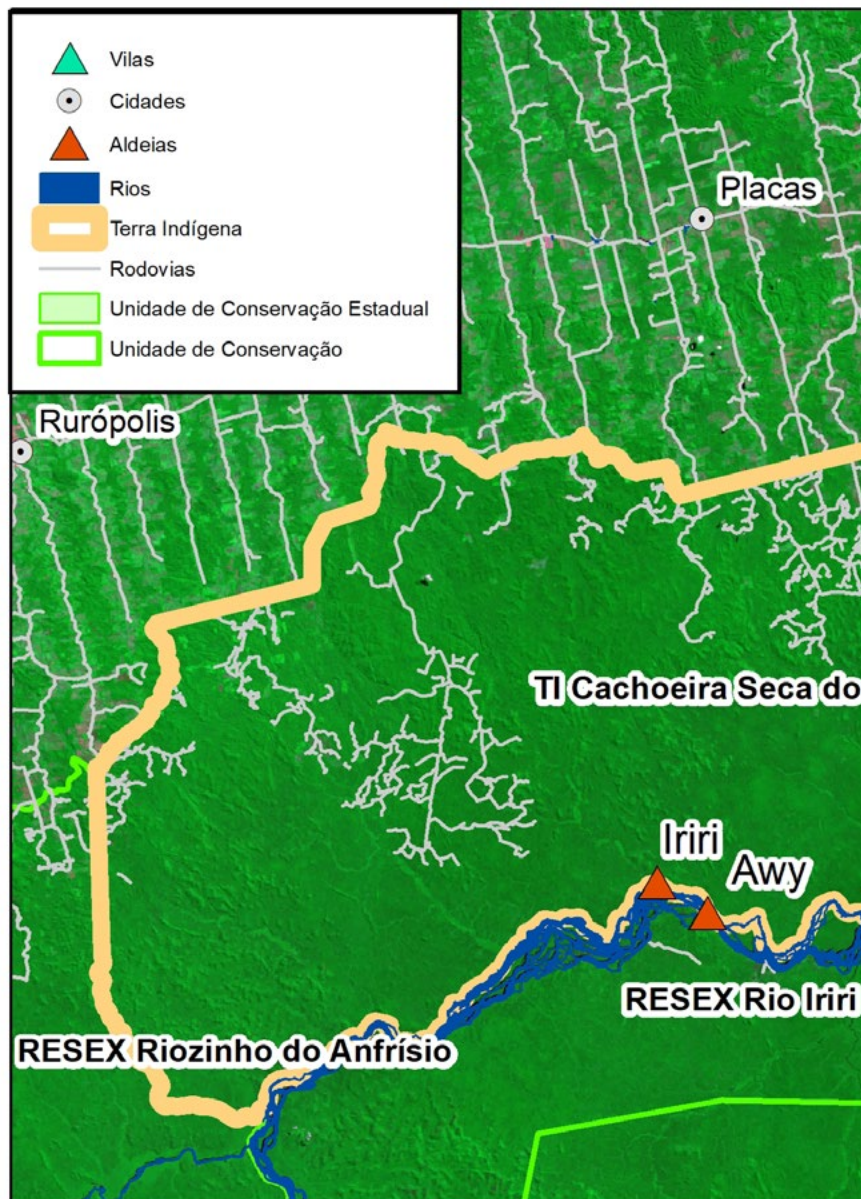 Vilas
Cidades
Aldeias
Rios
Terra Indígena
Rodovias
Unidade de Conservação Estadual
Unidade de Conservação
Placas
Rurópolis
TI Cachoeira Seca do
Iriri
Awy
RESEX Rio Iriri
RESEX Riozinho do Anfrísio